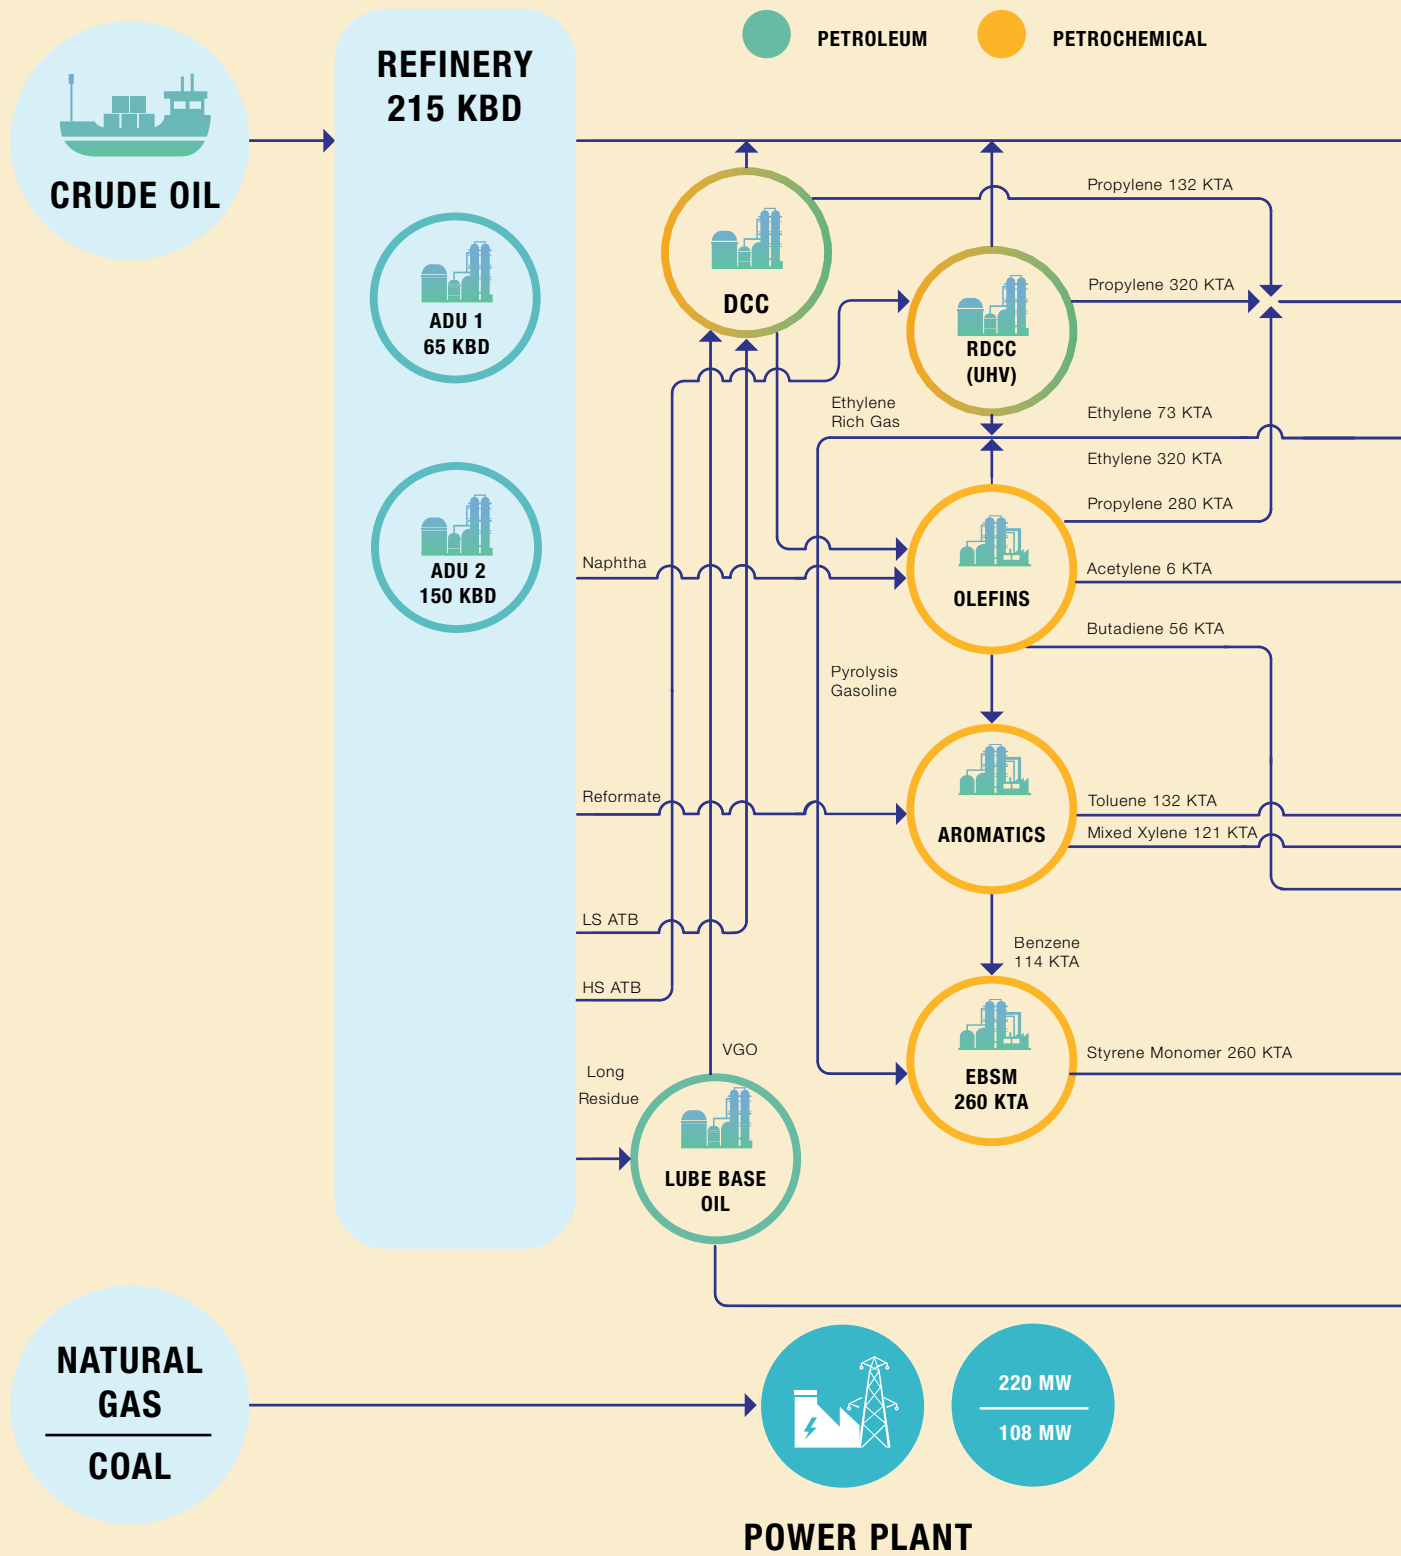 PETROLEUM
PETROCHEMICAL
CRUDE OIL
REFINERY
215 KBD
ADU 1
65 KBD
ADU 2
150 KBD
DCC
RDCC
(UHV)
Propylene 132 KTA
Propylene 320 KTA
Ethylene
Rich Gas
Ethylene 73 KTA
Ethylene 320 KTA
Propylene 280 KTA
Naphtha
OLEFINS
Acetylene 6 KTA
Butadiene 56 KTA
Pyrolysis
Gasoline
Reformate
AROMATICS
Toluene 132 KTA
Mixed Xylene 121 KTA
LS ATB
HS ATB
Benzene
114 KTA
VGO
Long
Residue
EBSM
260 KTA
Styrene Monomer 260 KTA
LUBE BASE
OIL
NATURAL
GAS
COAL
220 MW
108 MW
POWER PLANT